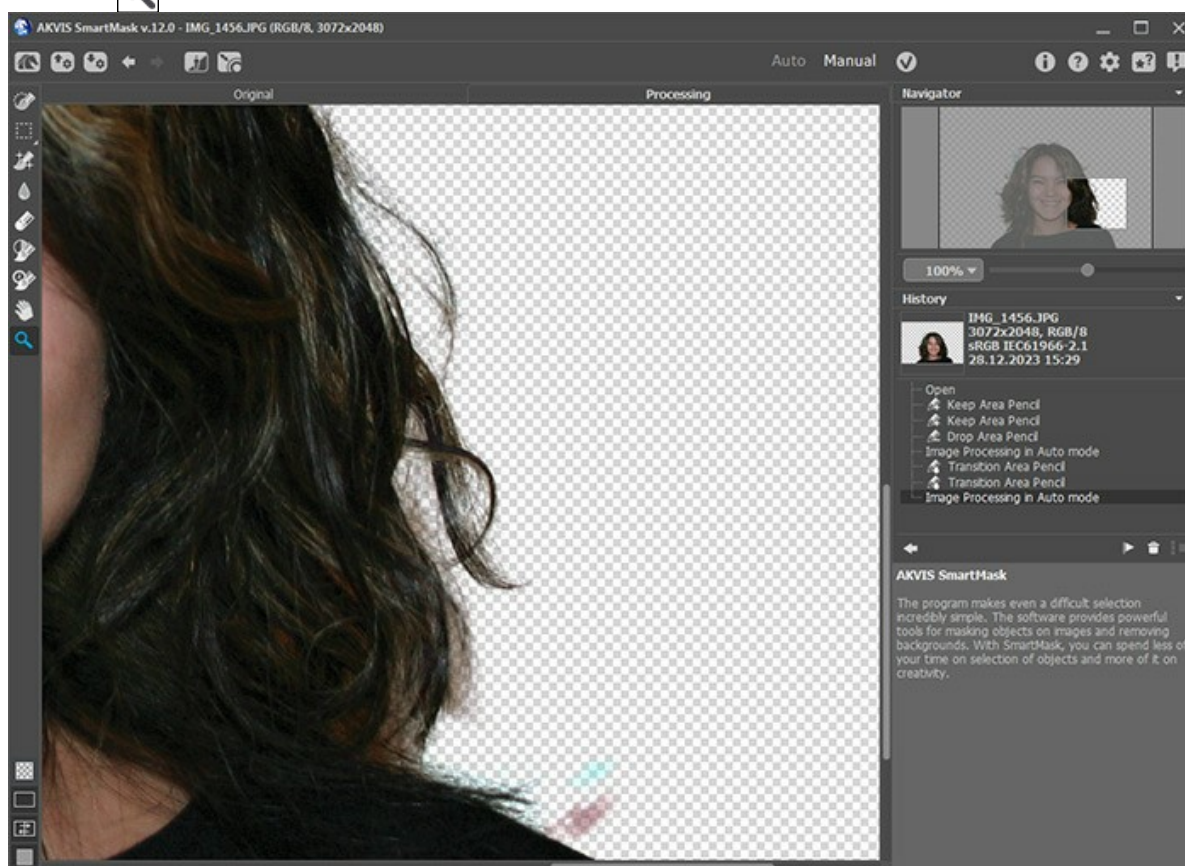 AKVIS SmartMask v.12.0 - IMG_1456.JPG (RGB/8, 3072x2048)
Auto Manual
Original Processing
Navigator
100%
History
IMG_1456.JPG
3072x2048, RGB/8
sRGB IEC61966-2.1
28.12.2023 15:29
Open
Keep Area Pencil
Keep Area Pencil
Drop Area Pencil
Image Processing in Auto mode
Transition Area Pencil
Transition Area Pencil
Image Processing in Auto mode
AKVIS SmartMask
The program makes even a difficult selection
incredibly simple. The software provides powerful
tools for masking objects on images and removing
backgrounds. With SmartMask, you can spend less of
your time on selection of objects and more of it on
creativity.